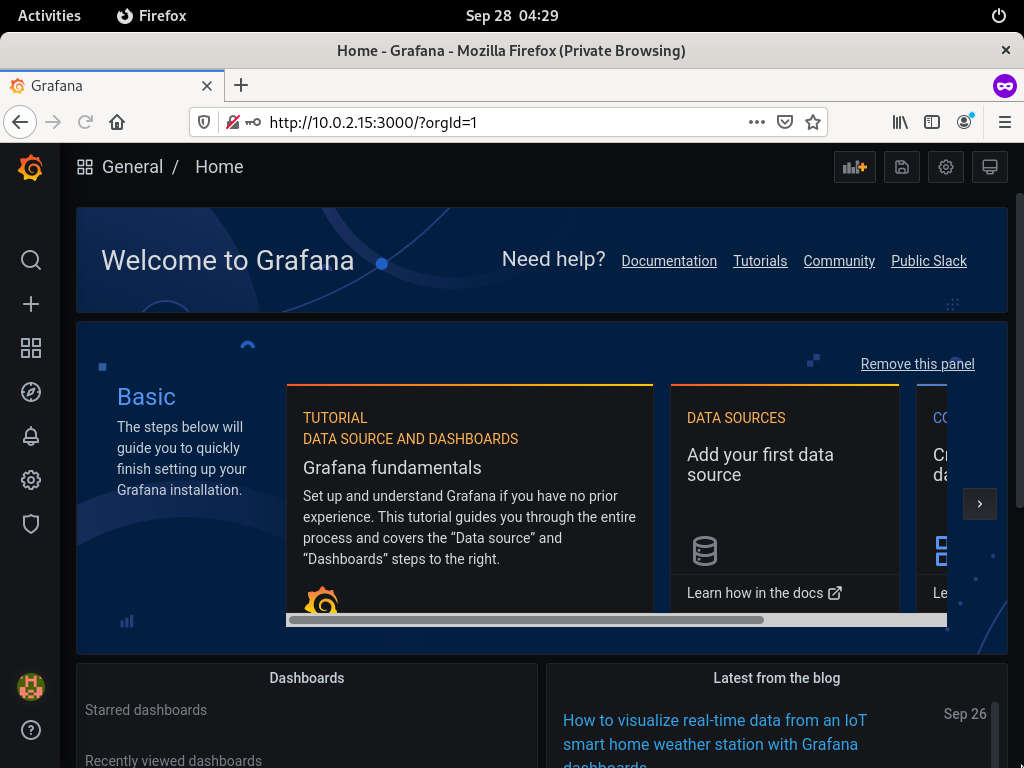 Activities
Firefox
Sep 28 04:29
Home - Grafana - Mozilla Firefox (Private Browsing)
Grafana
http://10.0.2.15:3000/?orgId=1
General / Home
Welcome to Grafana
Need help?
Documentation
Tutorials
Community
Public Slack
Remove this panel
Basic
The steps below will
guide you to quickly
finish setting up your
Grafana installation.
TUTORIAL
DATA SOURCE AND DASHBOARDS
Grafana fundamentals
Set up and understand Grafana if you have no prior
experience. This tutorial guides you through the entire
process and covers the “Data source” and
“Dashboards” steps to the right.
DATA SOURCES
Add your first data
source
Learn how in the docs
Dashboards
Starred dashboards
Recently viewed dashboards
Latest from the blog
Sep 26
How to visualize real-time data from an IoT
smart home weather station with Grafana
dashboards